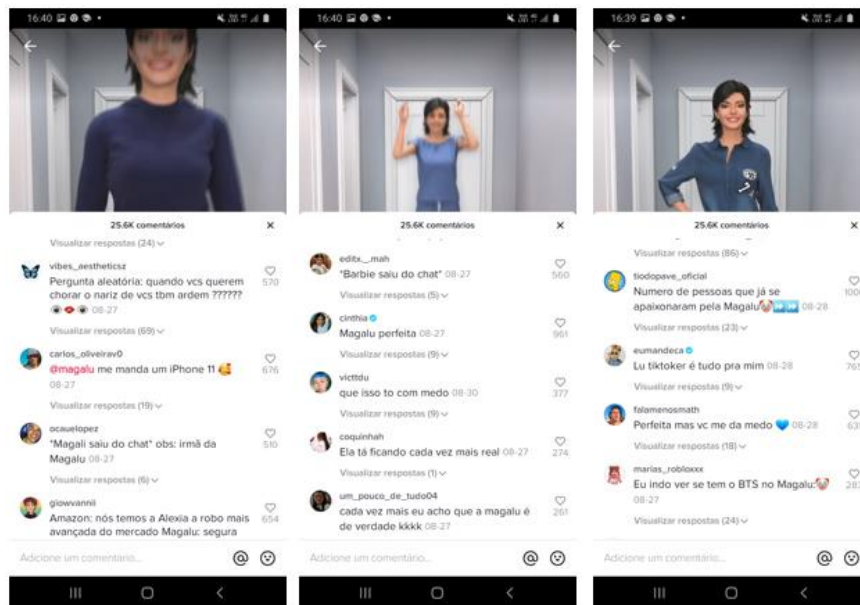 16:40
25.6K comentários
Visualizar respostas (24)
vibes_aestheticsz
Pergunta aleatória: quando vcs querem
chorar o nariz de vcs tbm ardem ??????
👁️👄👁️ 08-27
570
Visualizar respostas (69)
carlos_oliveirav0
@magalu me manda um iPhone 11 🥰
08-27
676
Visualizar respostas (19)
ocauelopez
"Magali saiu do chat" obs: irmã da
Magalu 08-27
510
Visualizar respostas (6)
giowvannii
Amazon: nós temos a Alexia a robo mais
avançada do mercado Magalu: segura
654
Adicione um comentário...
16:40
25.6K comentários
editx._.mah
"Barbie saiu do chat" 08-27
560
Visualizar respostas (5)
cinthia
Magalu perfeita 08-27
961
Visualizar respostas (9)
victtdu
que isso to com medo 08-30
377
Visualizar respostas (9)
coquinhah
Ela tá ficando cada vez mais real 08-27
274
Visualizar respostas (1)
um_pouco_de_tudo04
cada vez mais eu acho que a magalu é
de verdade kkkk 08-27
261
Adicione um comentário...
16:39
25.6K comentários
Visualizar respostas (86)
tiodopave_oficial
Numero de pessoas que já se
apaixonaram pela Magalu🤡➡️➡️ 08-28
Visualizar respostas (23)
eumandeca
Lu tiktoker é tudo pra mim 08-28
Visualizar respostas (9)
falamenosmath
Perfeita mas vc me da medo 💙 08-28
Visualizar respostas (18)
marias_robloxxx
Eu indo ver se tem o BTS no Magalu:🤡
08-27
Visualizar respostas (24)
Adicione um comentário...